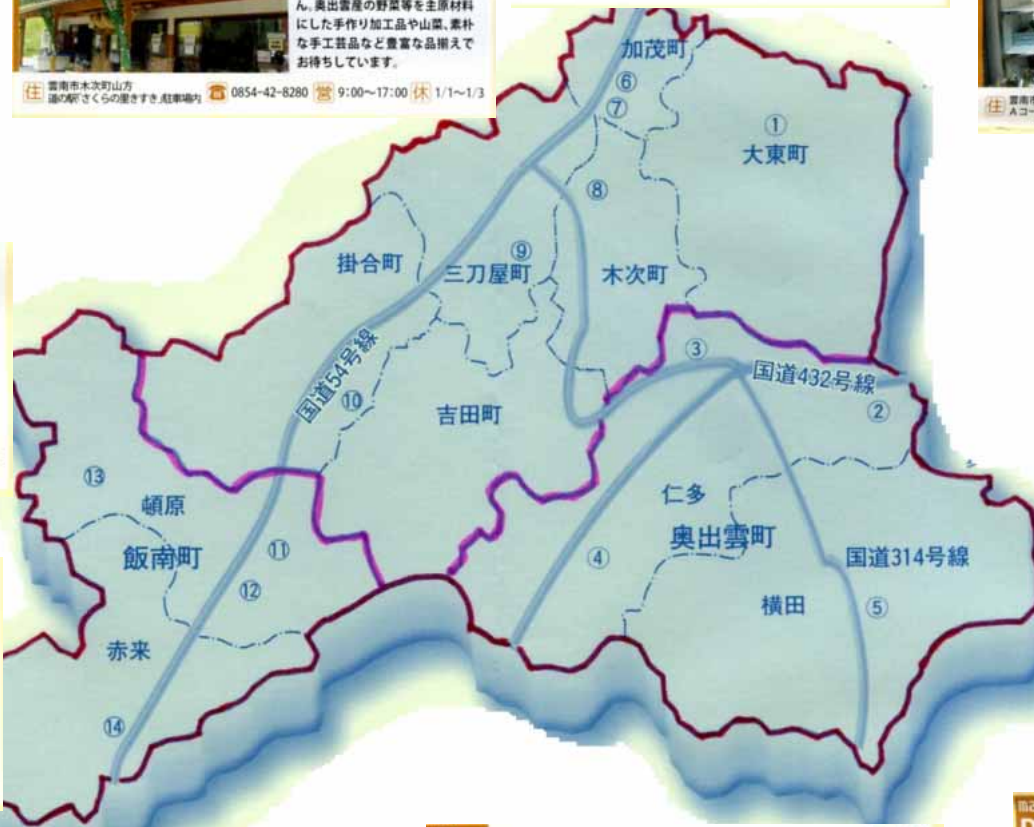 ん。奥出雲産の野菜等を主原材料
にした手作り加工品や山菜、素朴
な手工芸品など豊富な品揃えで
お待ちしています。
住 雲南市木次町山方
道の駅「さくらの里きすき」駐車場内 ☎ 0854-42-8280 営 9:00～17:00 休 1/1～1/3
住
加茂町
⑥
⑦
①
大東町
⑧
掛合町
⑨
三刀屋町
木次町
国道54号線
③
国道432号線
②
⑩
吉田町
⑬
頓原
仁多
飯南町
⑪
奥出雲町
④
国道314号線
⑫
横田
⑤
赤来
⑭